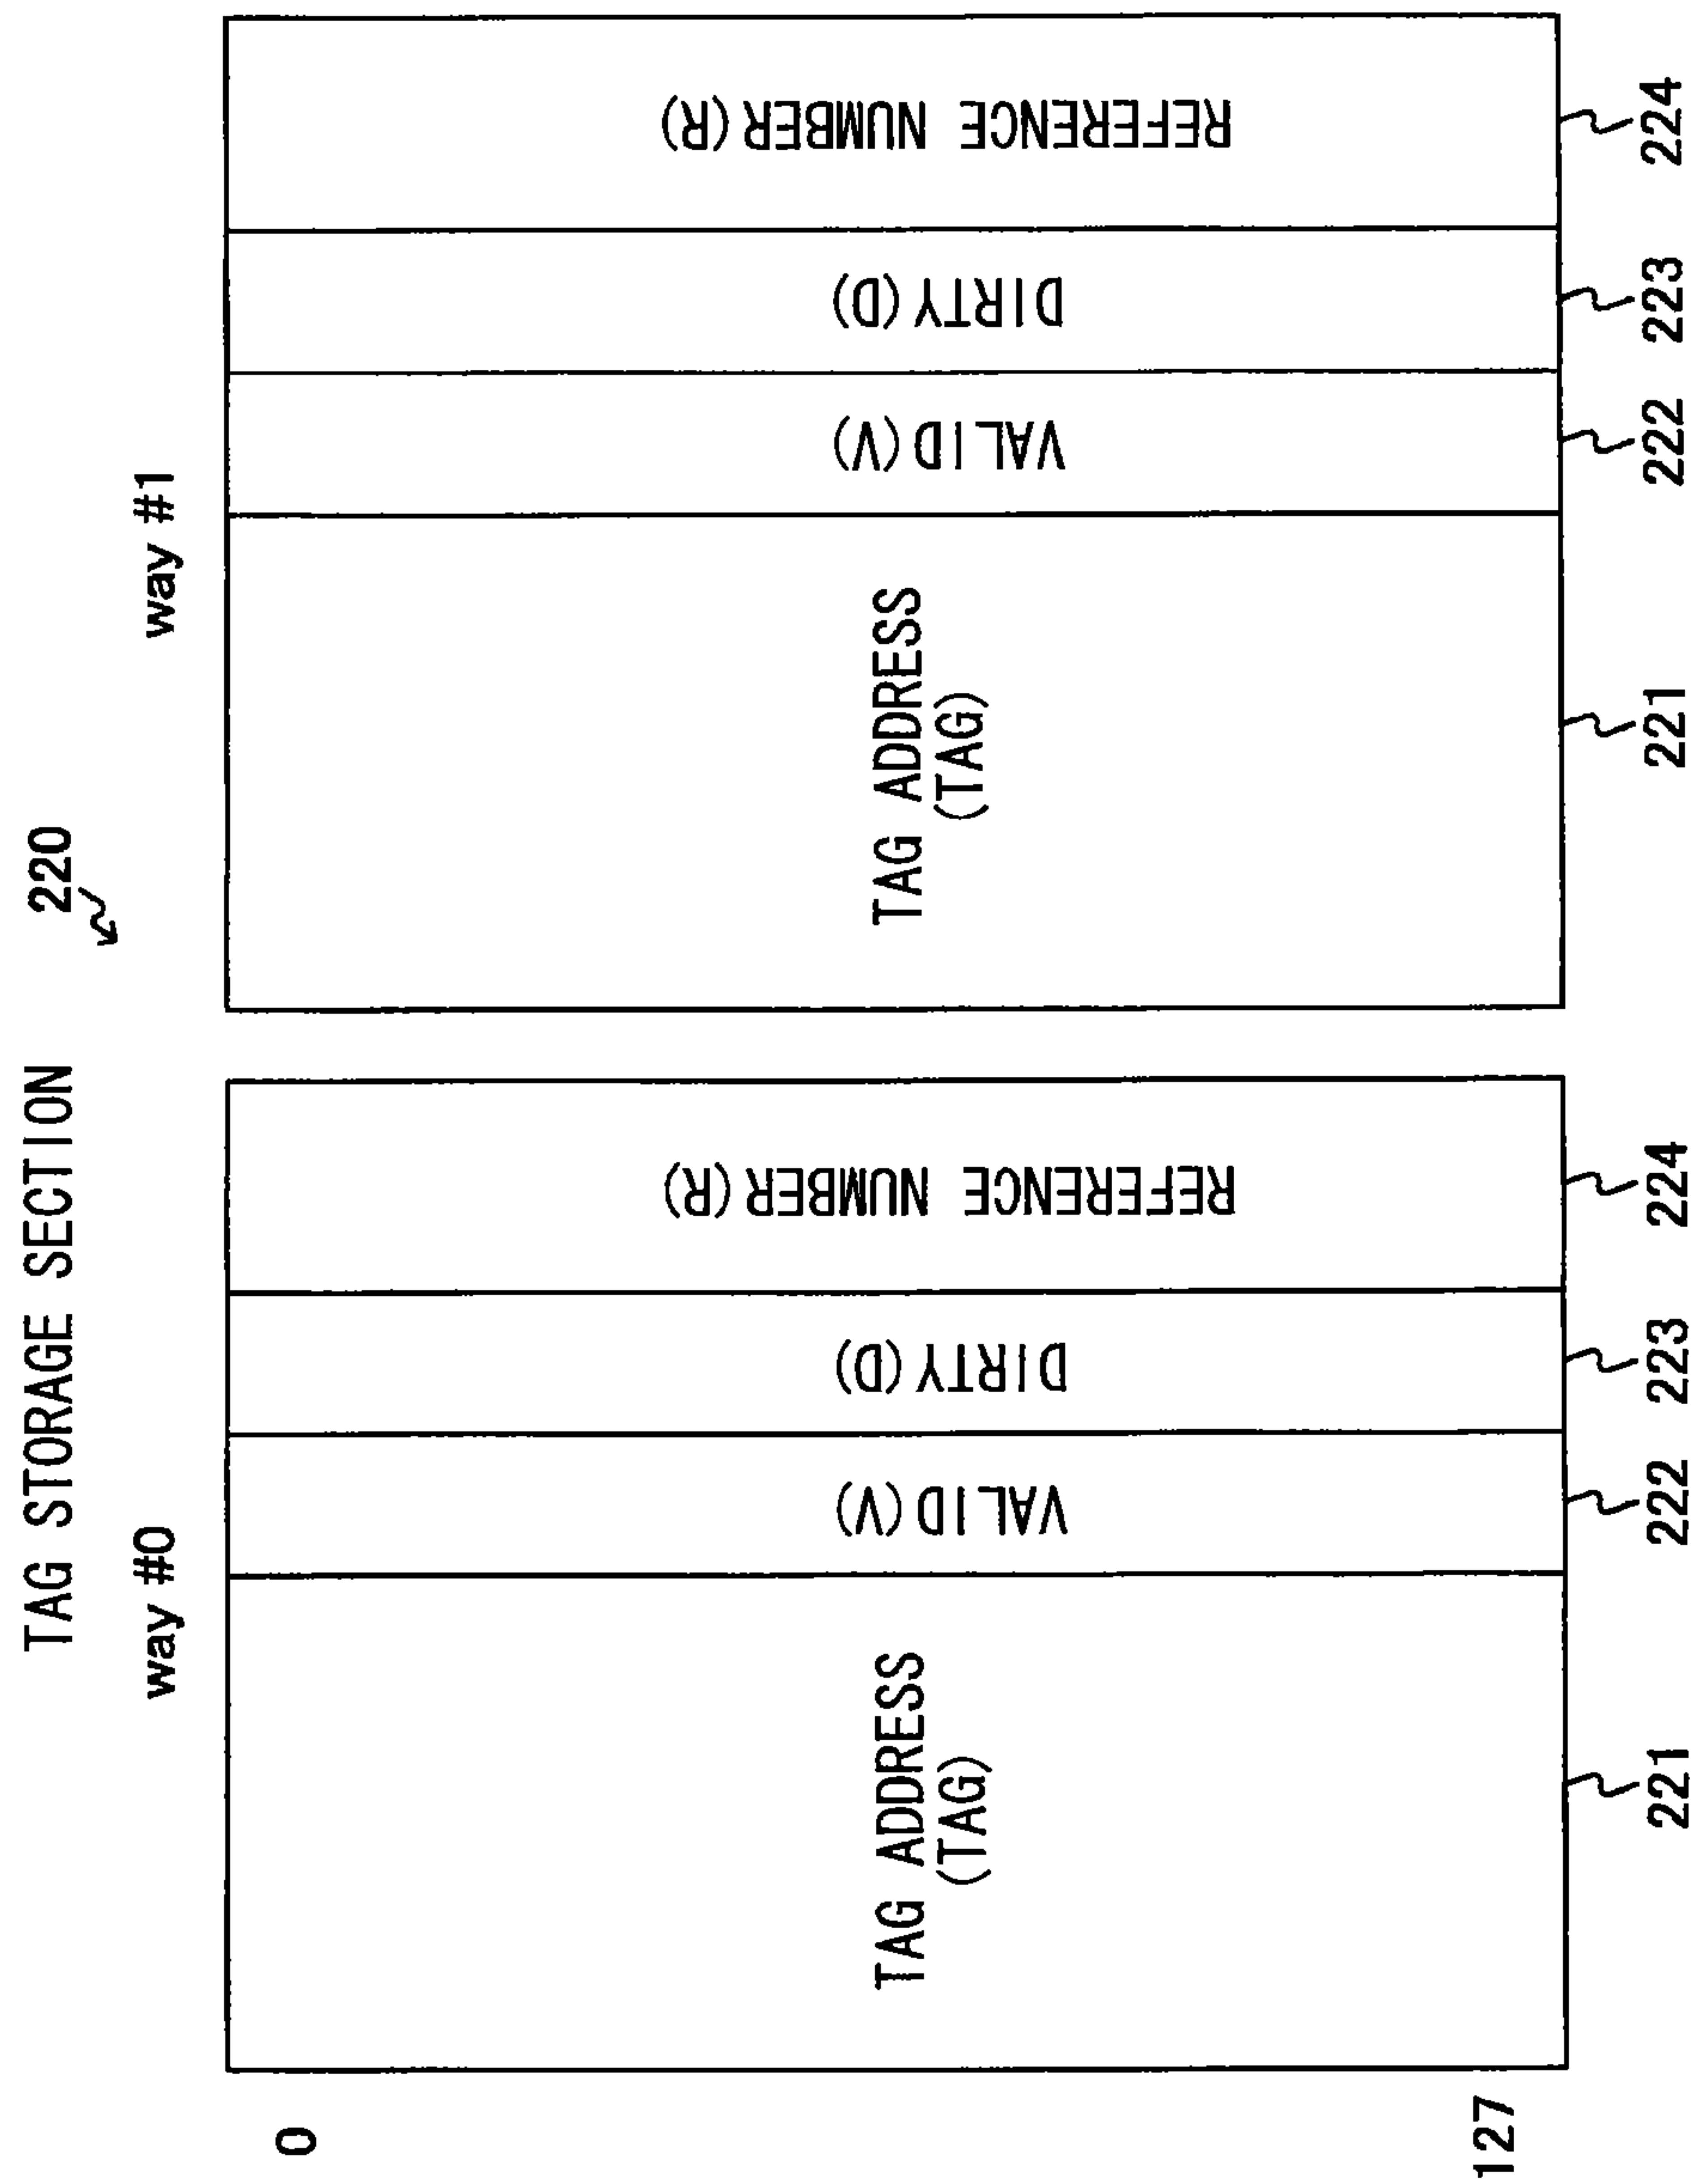 TAG STORAGE SECTION 220
way #0
way #1
0
127
TAG ADDRESS
(TAG)
VALID(V)
DIRTY(D)
REFERENCE NUMBER(R)
TAG ADDRESS
(TAG)
VALID(V)
DIRTY(D)
REFERENCE NUMBER(R)
221
222
223
224
221
222
223
224